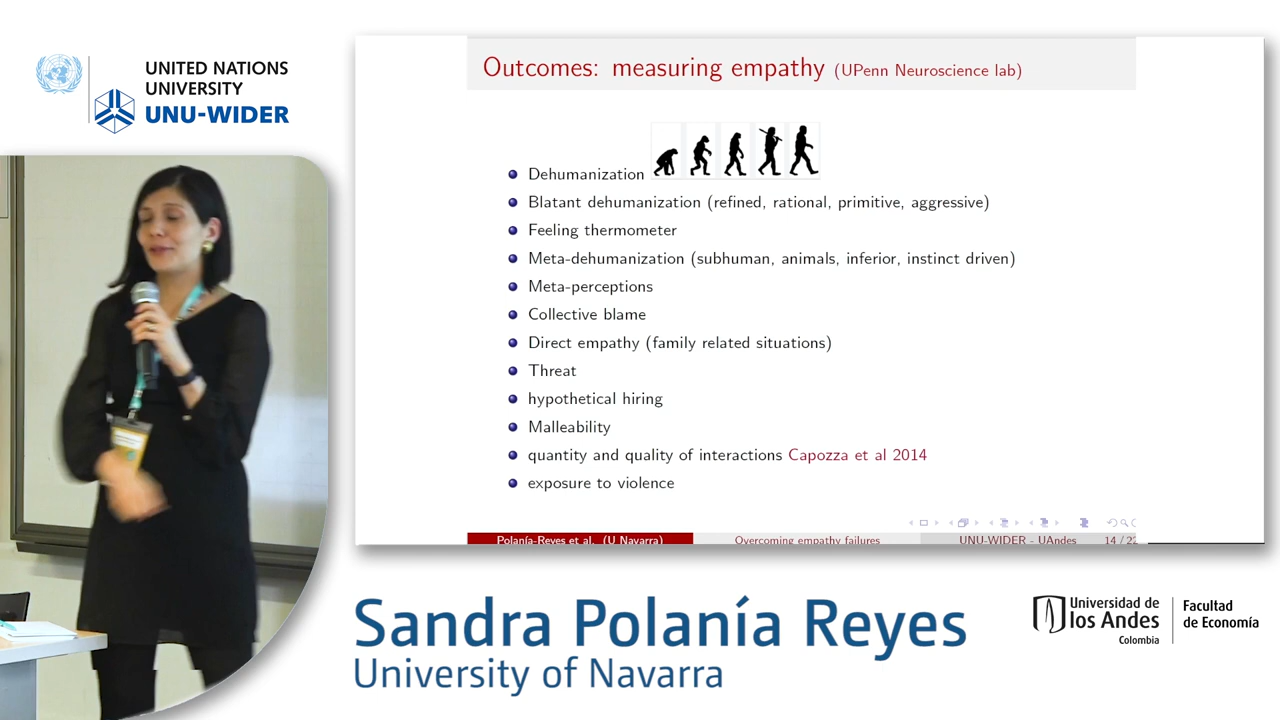 UNITED NATIONS
UNIVERSITY
UNU-WIDER
Outcomes: measuring empathy (UPenn Neuroscience lab)
Dehumanization
Blatant dehumanization (refined, rational, primitive, aggressive)
Feeling thermometer
Meta-dehumanization (subhuman, animals, inferior, instinct driven)
Meta-perceptions
Collective blame
Direct empathy (family related situations)
Threat
hypothetical hiring
Malleability
quantity and quality of interactions Capozza et al 2014
exposure to violence
Polanía-Reyes et al. (U Navarra) Overcoming empathy failures UNU-WIDER - UAndes 14 / 22
Sandra Polanía Reyes
University of Navarra
Universidad de
los Andes
Colombia
Facultad
de Economía